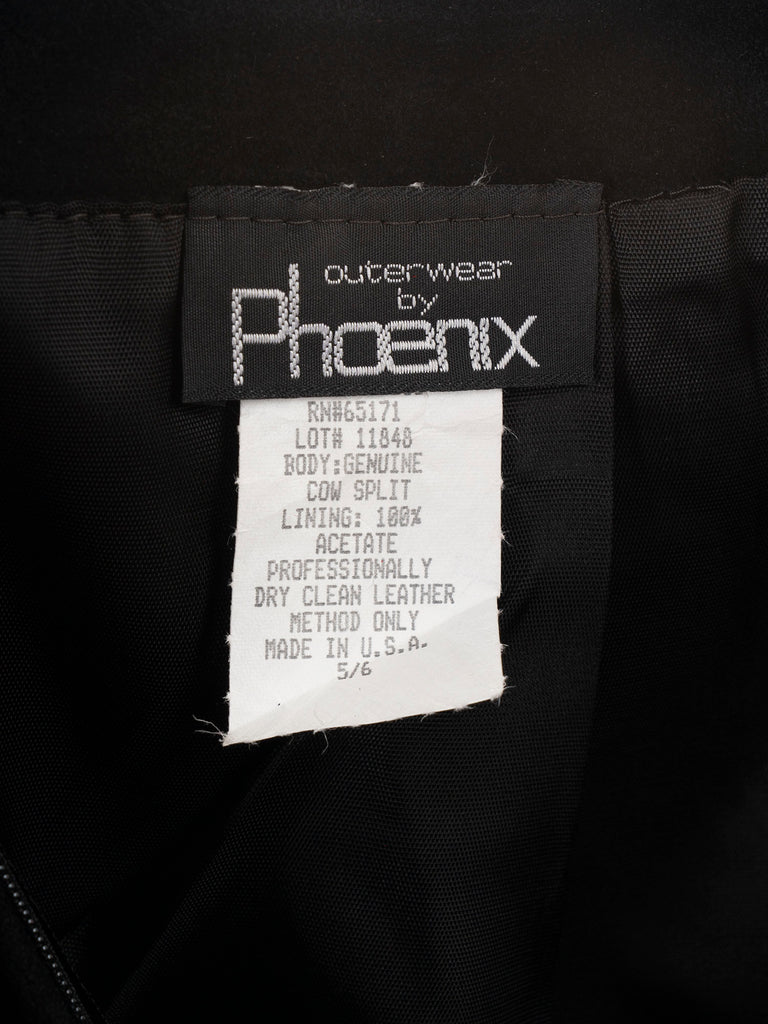 outerwear
by
Phoenix
RN#65171
LOT# 11848
BODY:GENUINE
COW SPLIT
LINING: 100%
ACETATE
PROFESSIONALLY
DRY CLEAN LEATHER
METHOD ONLY
MADE IN U.S.A.
5/6